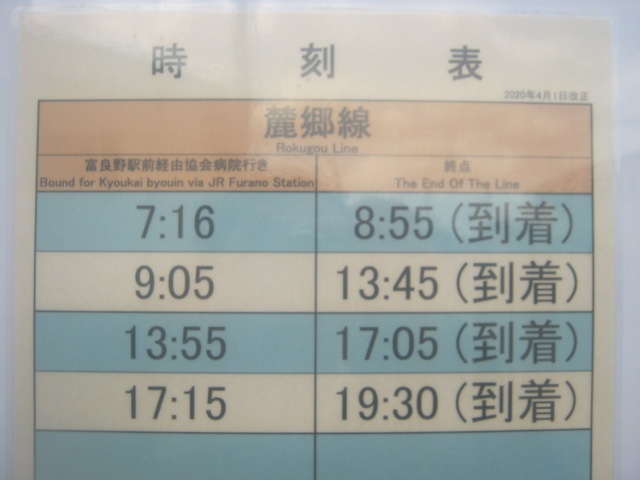 時刻表
2020年4月1日改正
麓郷線
Rokugou Line
富良野駅前経由協会病院行き 終点
Bound for Kyoukai byouin via JR Furano Station The End Of The Line
7:16 8:55(到着)
9:05 13:45(到着)
13:55 17:05(到着)
17:15 19:30(到着)